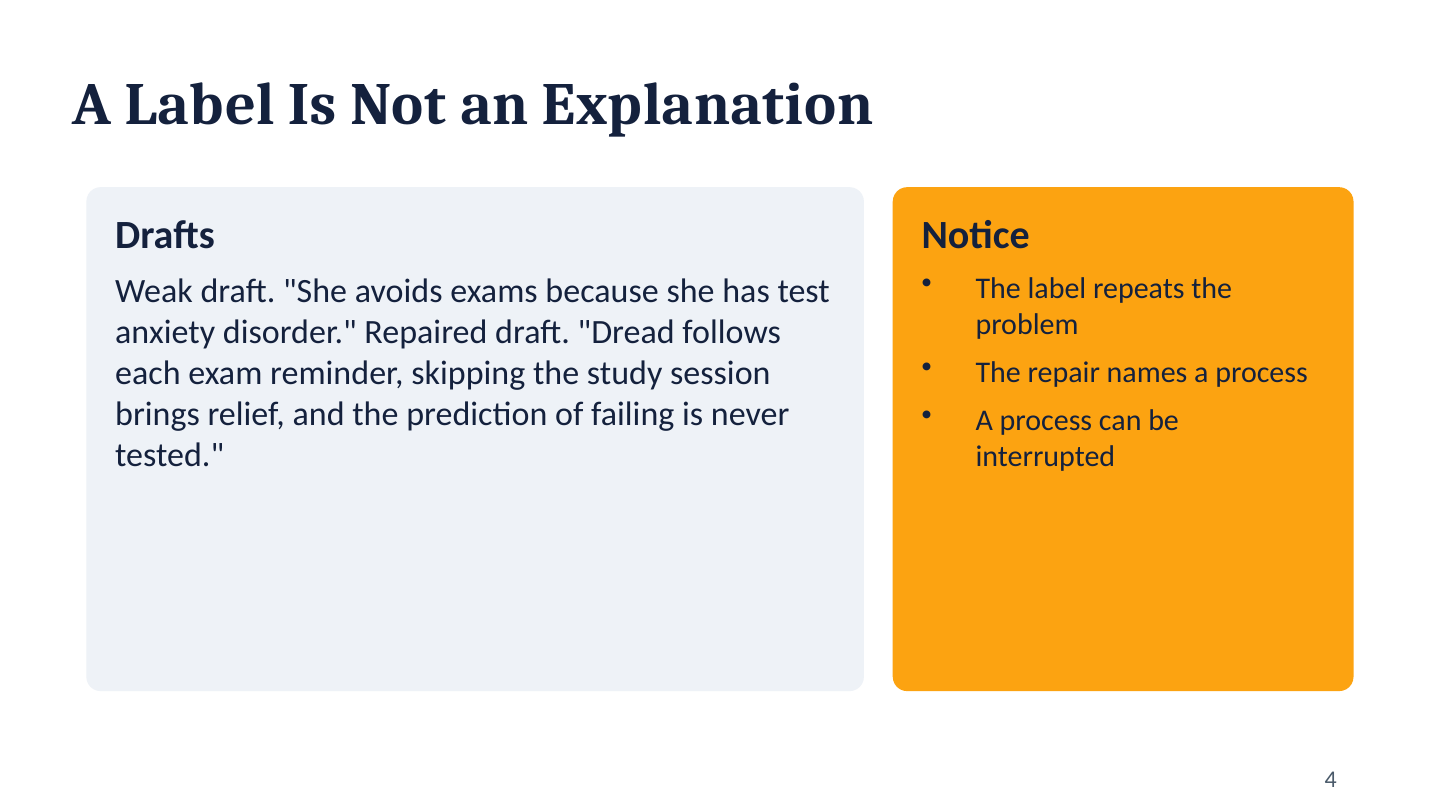 A Label Is Not an Explanation
Drafts
Weak draft. "She avoids exams because she has test
anxiety disorder." Repaired draft. "Dread follows
each exam reminder, skipping the study session
brings relief, and the prediction of failing is never
tested."
Notice
• The label repeats the
problem
• The repair names a process
• A process can be
interrupted
4